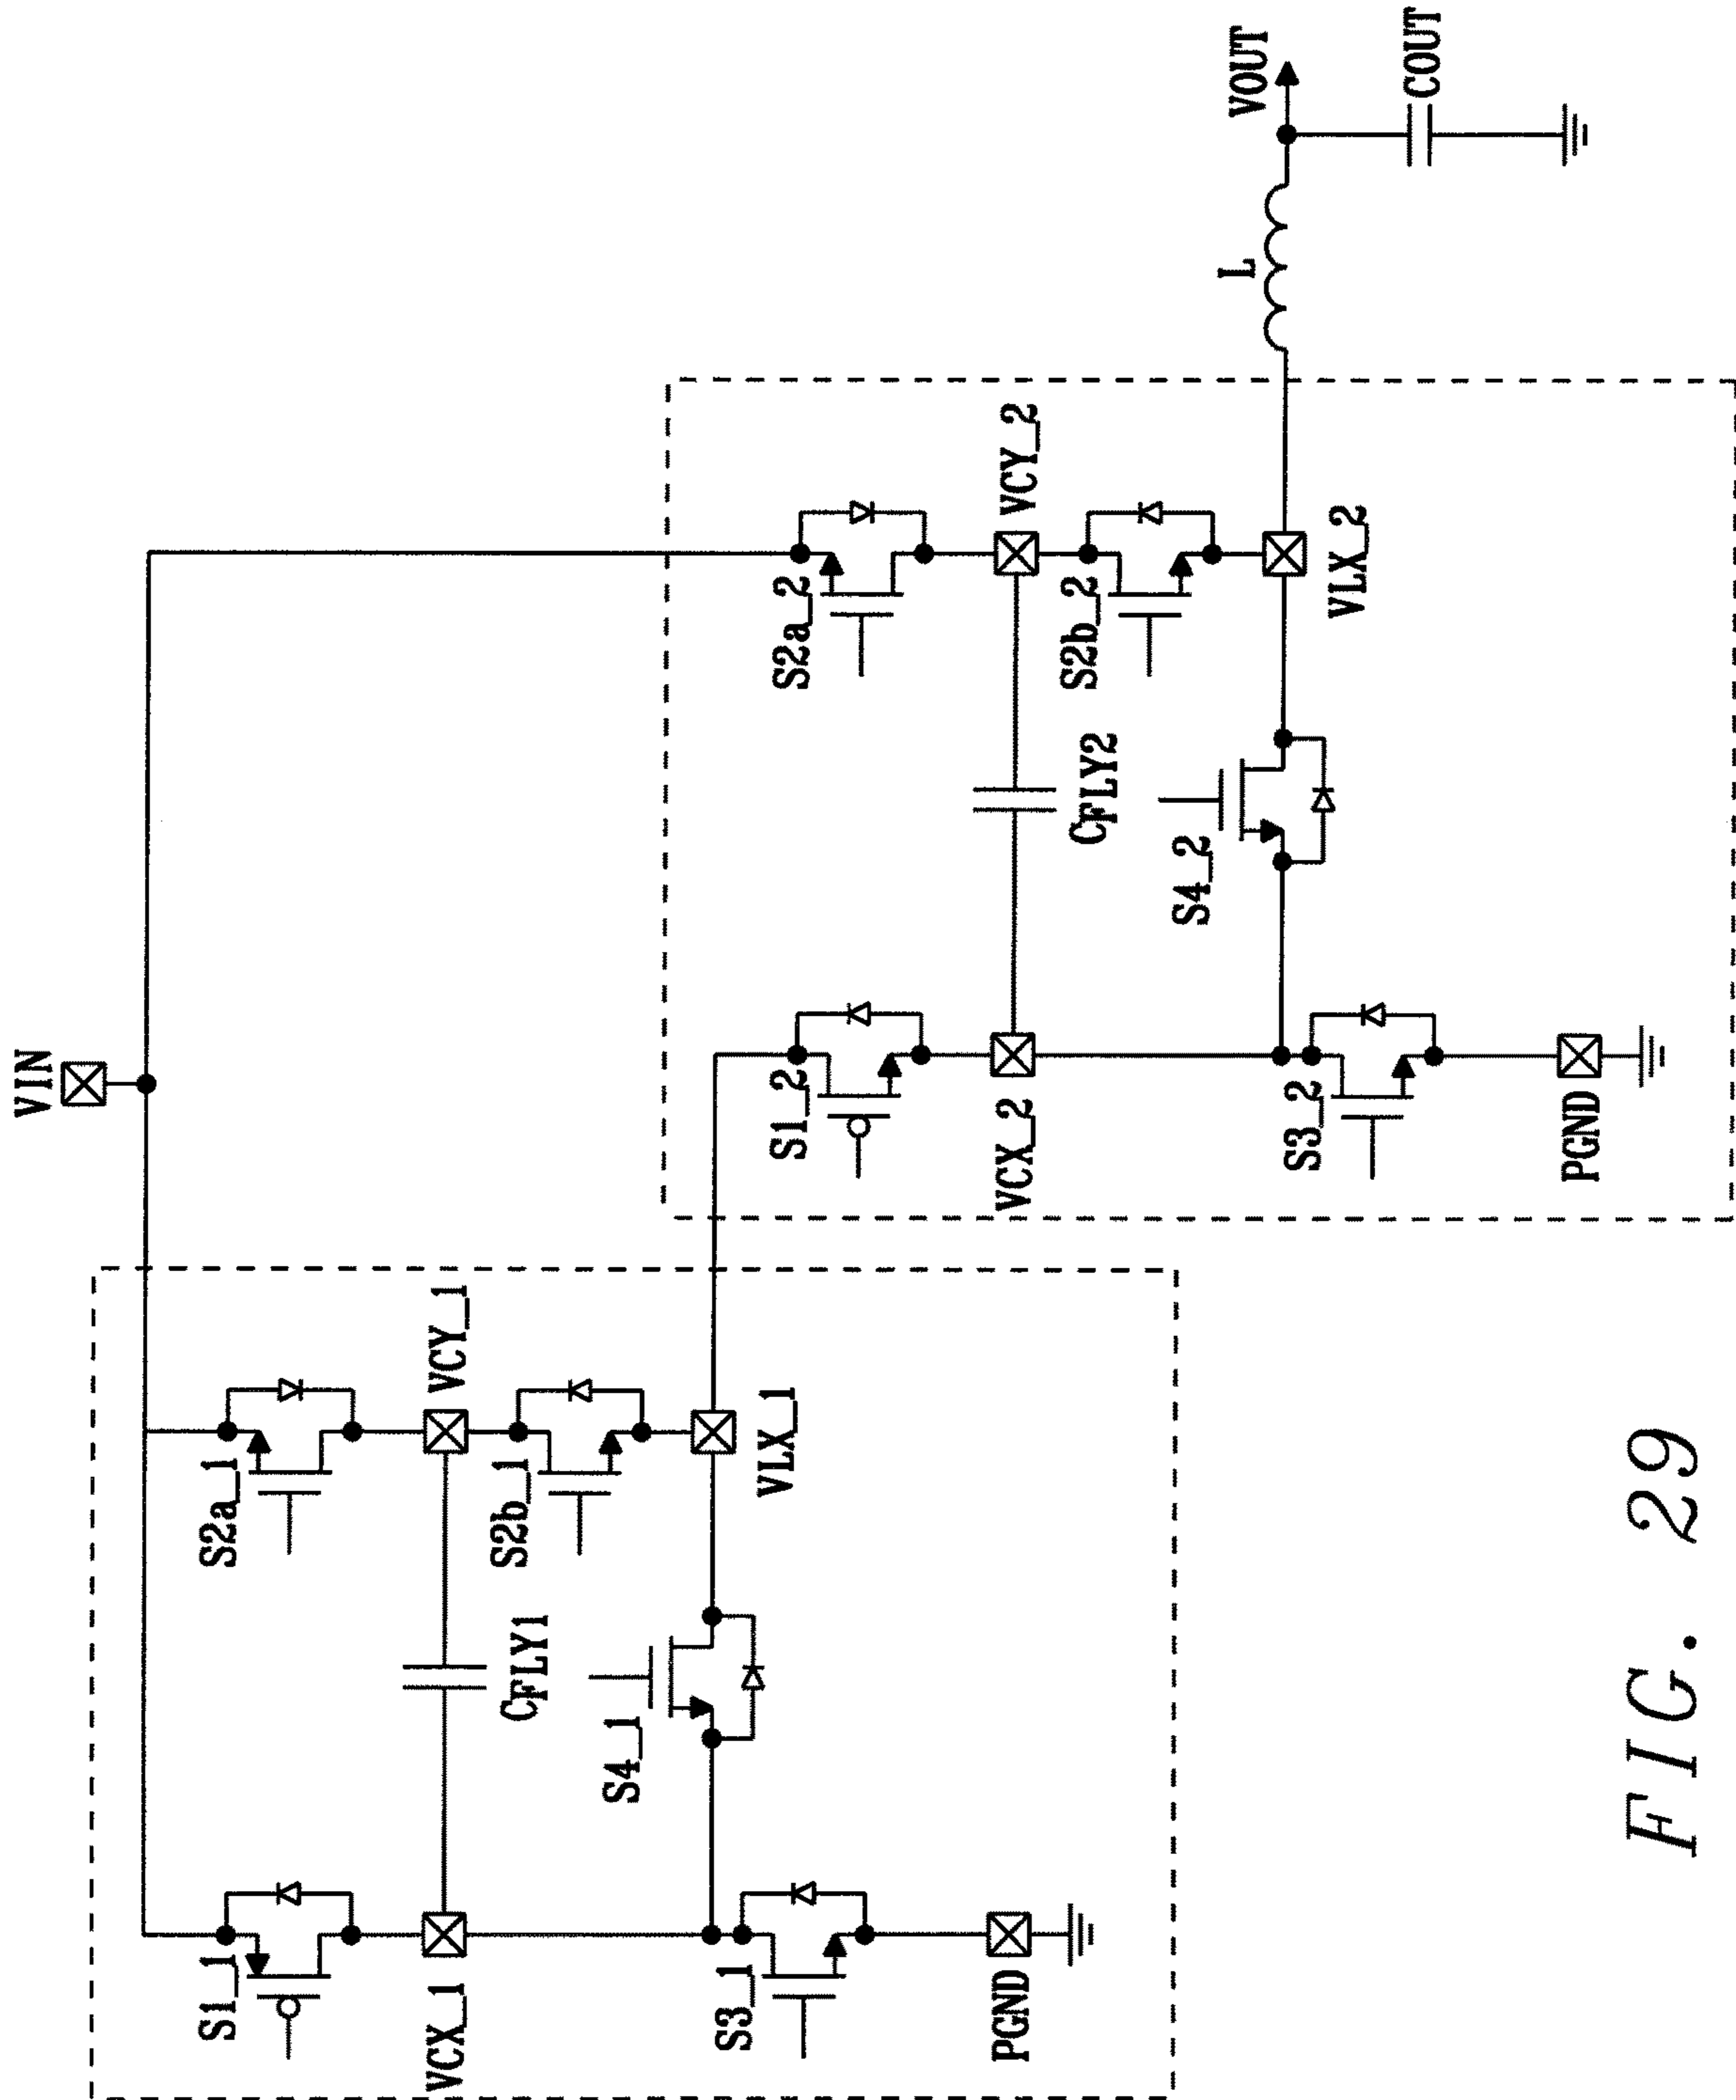 VIN
S1_1
S2a_1
VCX_1
VCY_1
CFLY1
S2b_1
S4_1
VLX_1
S3_1
PGND
S1_2
S2a_2
VCX_2
VCY_2
CFLY2
S2b_2
S4_2
VLX_2
S3_2
PGND
L
VOUT
COUT
FIG. 29